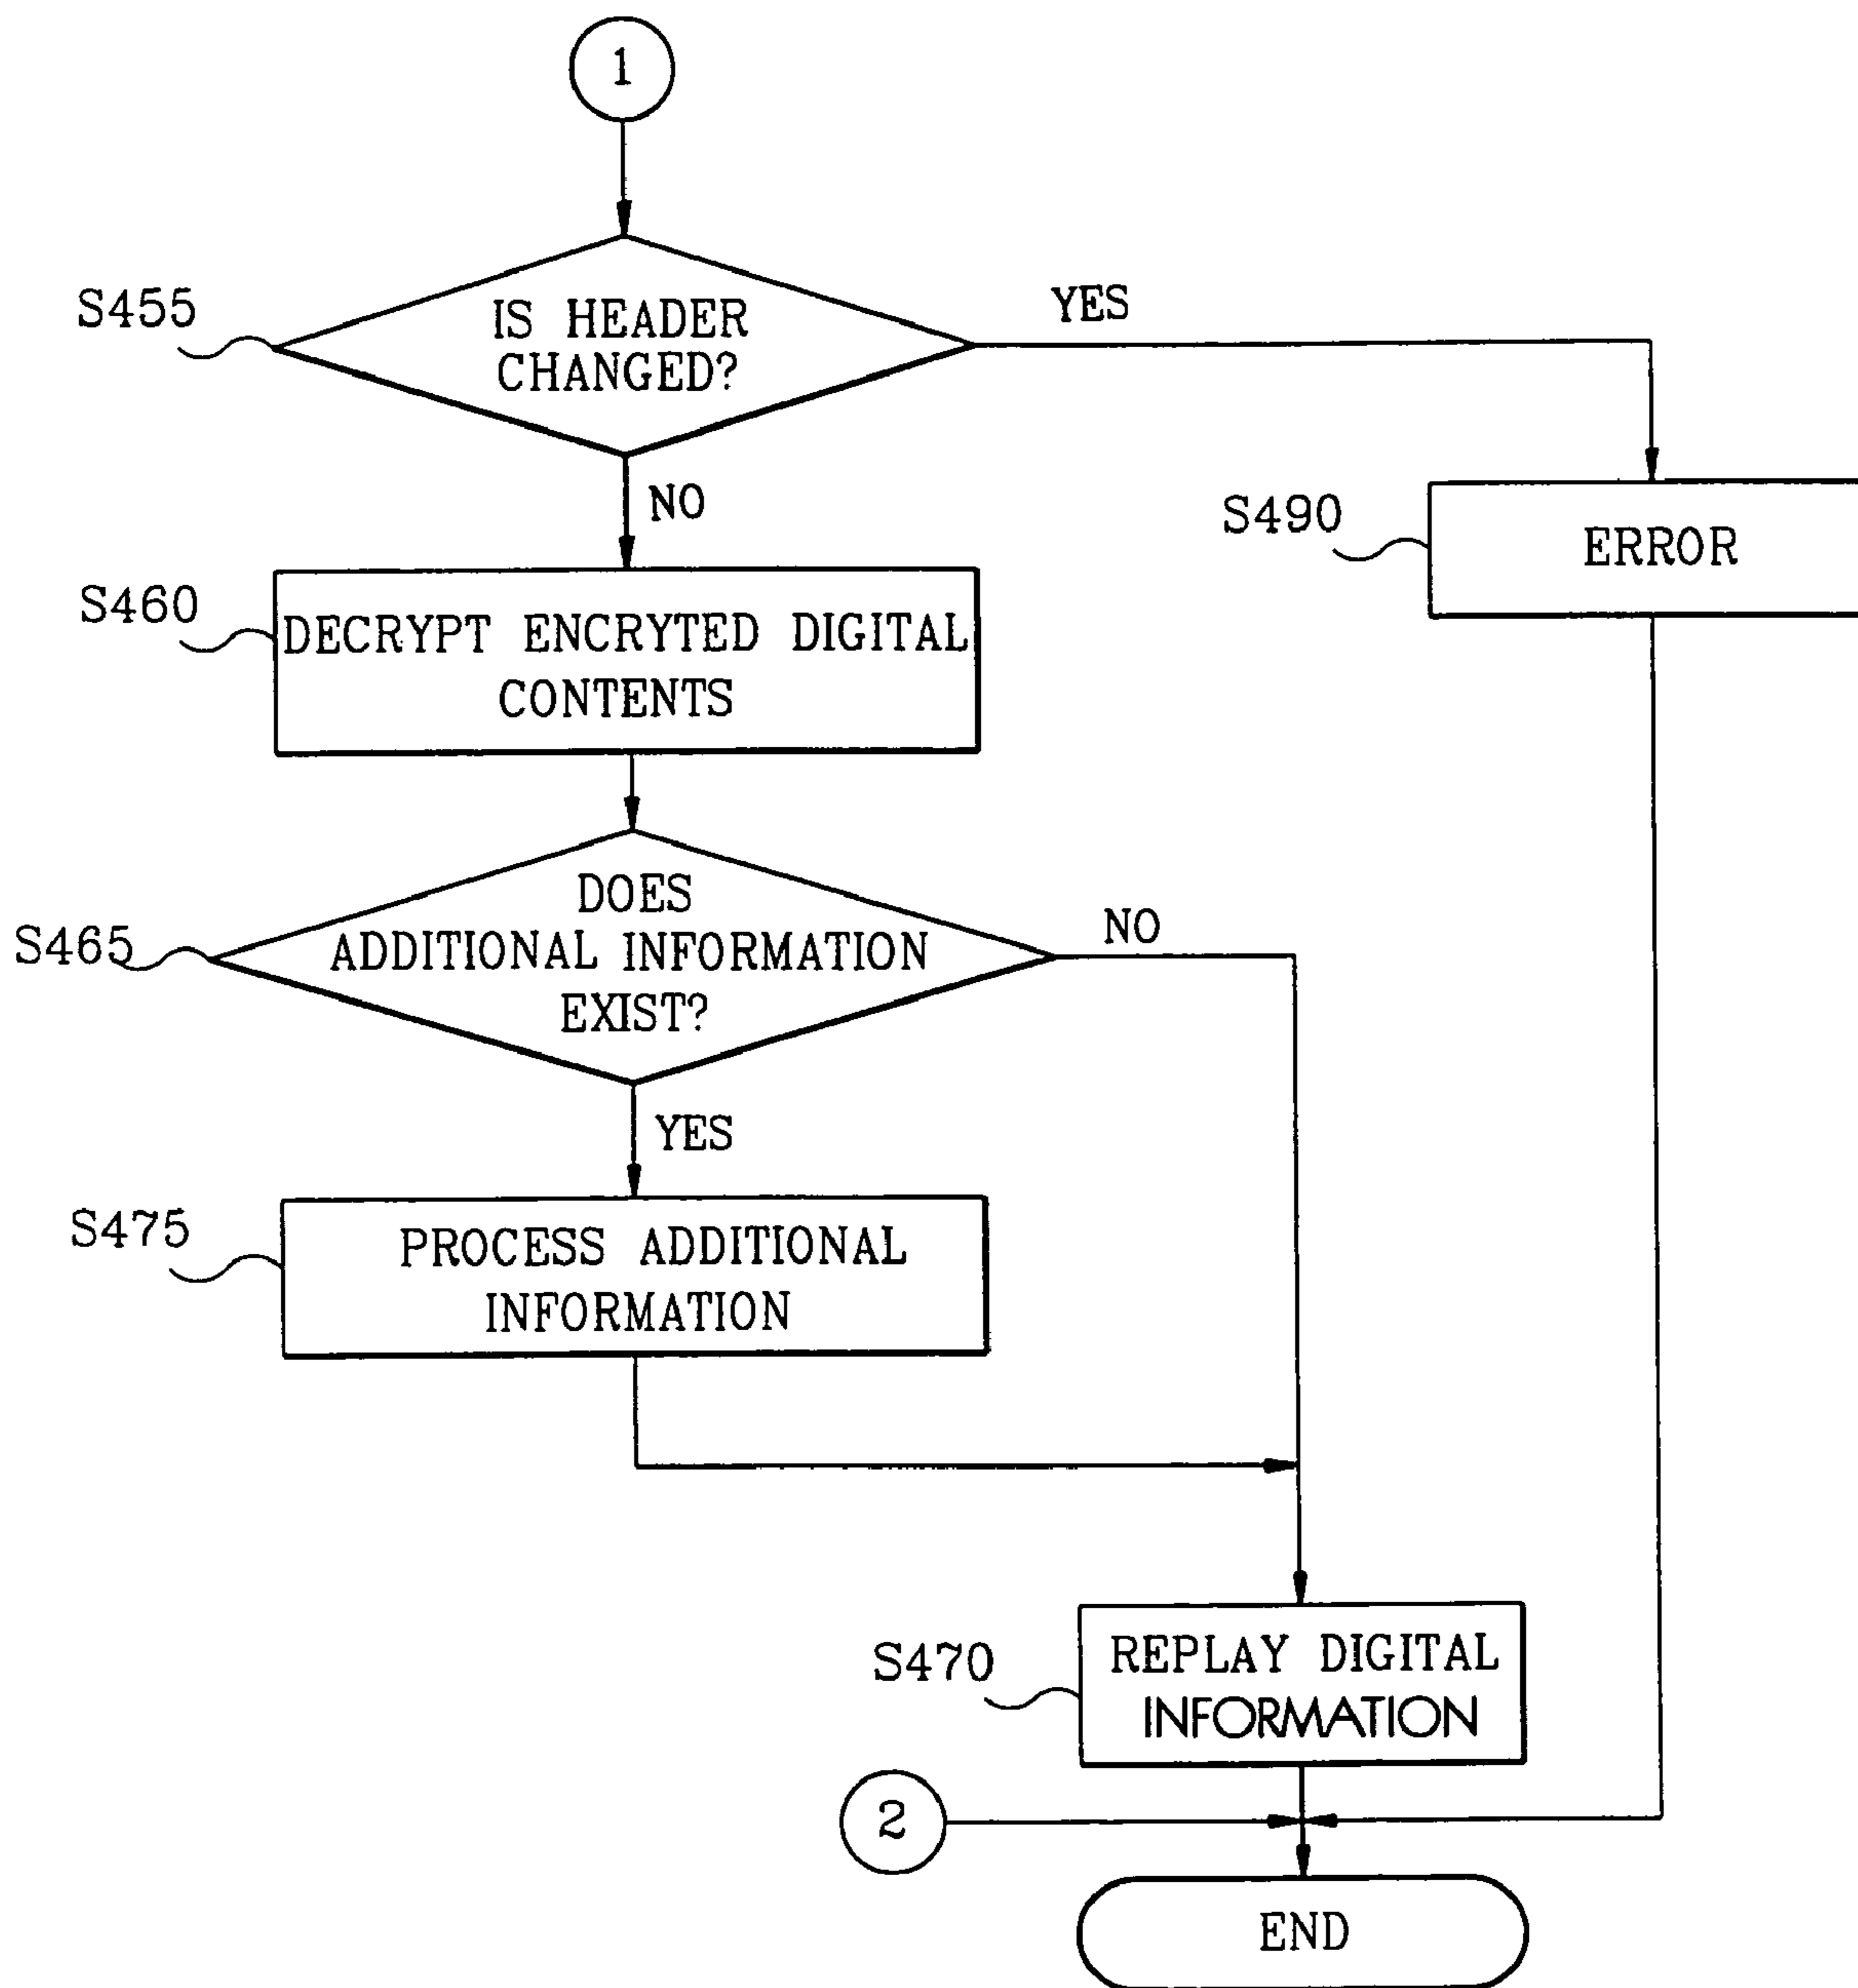 1
S455
IS HEADER
CHANGED?
YES
NO
S490
ERROR
S460
DECRYPT ENCRYTED DIGITAL
CONTENTS
S465
DOES
ADDITIONAL INFORMATION
EXIST?
NO
YES
S475
PROCESS ADDITIONAL
INFORMATION
S470
REPLAY DIGITAL
INFORMATION
2
END